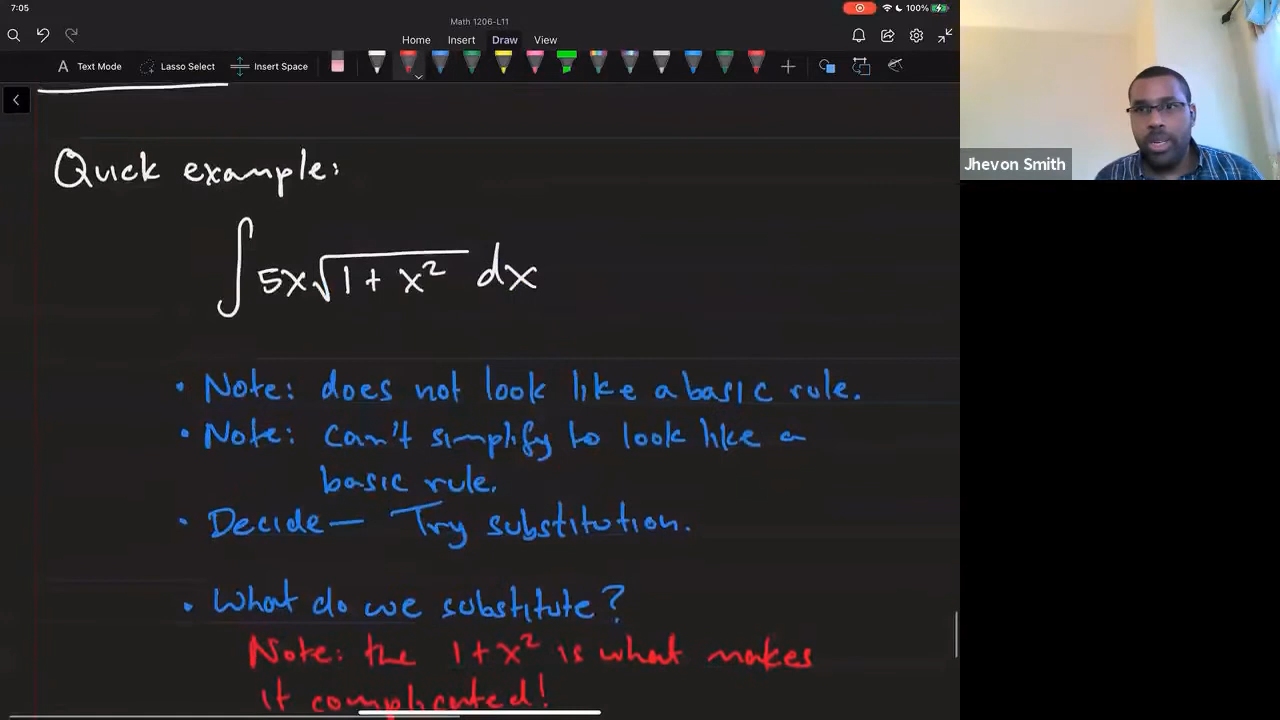 7:05
100%
Math 1206-L11
Home Insert Draw View
Text Mode Lasso Select Insert Space
Jhevon Smith
Quick example:
∫ 5x√(1 + x²) dx
• Note: does not look like a basic rule.
• Note: can't simplify to look like a
basic rule.
• Decide — Try substitution.
• What do we substitute?
Note: the 1 + x² is what makes
it complicated!